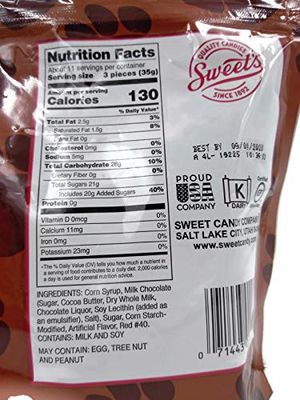 Nutrition Facts
About 11 servings per container
Serving size 3 pieces (35g)
Amount per serving
Calories 130
% Daily Value*
Total Fat 2.5g 3%
Saturated Fat 1.5g 8%
Trans Fat 0g
Cholesterol 0mg 0%
Sodium 5mg 0%
Total Carbohydrate 28g 10%
Dietary Fiber 0g 0%
Total Sugars 21g
Includes 20g Added Sugars 40%
Protein 0g
Vitamin D 0mcg 0%
Calcium 11mg 0%
Iron 0mg 0%
Potassium 23mg 0%
*The % Daily Value (DV) tells you how much a nutrient in
a serving of food contributes to a daily diet. 2,000 calories
a day is used for general nutrition advice.
INGREDIENTS: Corn Syrup, Milk Chocolate
(Sugar, Cocoa Butter, Dry Whole Milk,
Chocolate Liquor, Soy Lecithin (added as
an emulsifier), Salt), Sugar, Corn Starch-
Modified, Artificial Flavor, Red #40.
CONTAINS: MILK AND SOY
MAY CONTAIN: EGG, TREE NUT
AND PEANUT
QUALITY CANDIES
Sweet's
SINCE 1892
BEST BY
A 4L- 19225
PROUD
USA
COMPANY
K
SWEET CANDY COMPANY
SALT LAKE CITY, UTAH
www.sweetcandy.com
0 71443